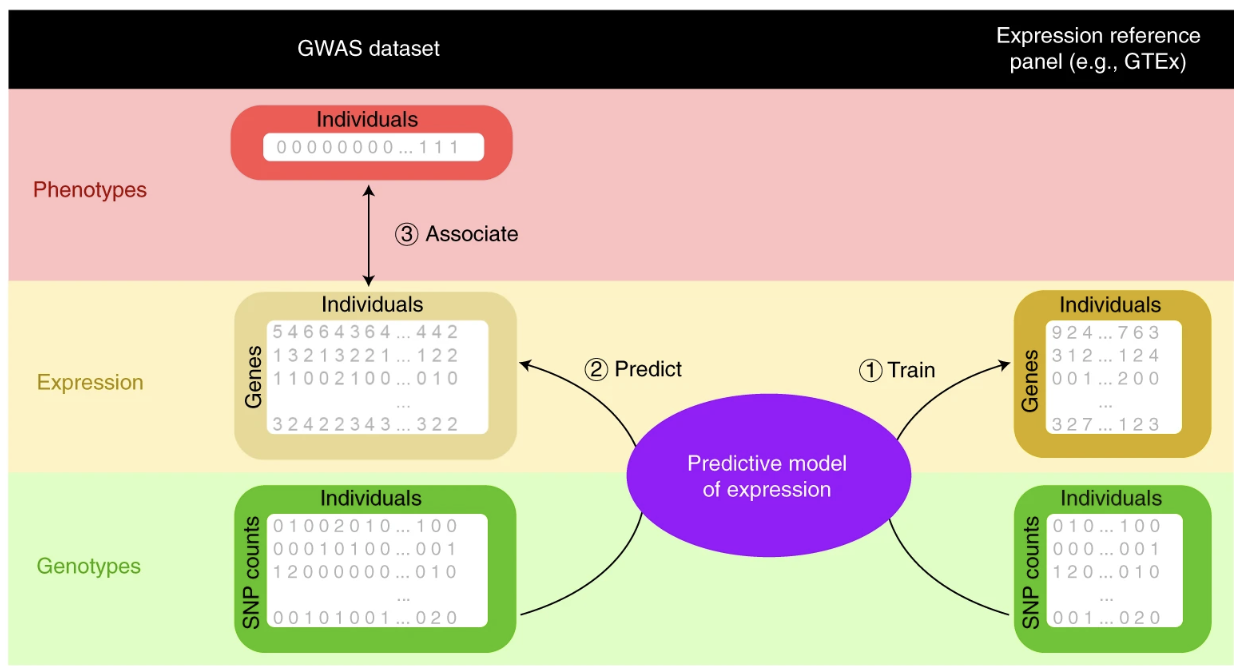 GWAS dataset
Expression reference
panel (e.g., GTEx)
Phenotypes
Individuals
0 0 0 0 0 0 0 0 ... 1 1 1
③ Associate
Expression
Individuals
Genes
5 4 6 6 4 3 6 4 ... 4 4 2
1 3 2 1 3 2 2 1 ... 1 2 2
1 1 0 0 2 1 0 0 ... 0 1 0
...
3 2 4 2 2 3 4 3 ... 3 2 2
② Predict
① Train
Individuals
Genes
9 2 4 ... 7 6 3
3 1 2 ... 1 2 4
0 0 1 ... 2 0 0
...
3 2 7 ... 1 2 3
Predictive model
of expression
Genotypes
Individuals
SNP counts
0 1 0 0 2 0 1 0 ... 1 0 0
0 0 0 1 0 1 0 0 ... 0 0 1
1 2 0 0 0 0 0 0 ... 0 1 0
...
0 0 1 0 1 0 0 1 ... 0 2 0
Individuals
SNP counts
0 1 0 ... 1 0 0
0 0 0 ... 0 0 1
1 2 0 ... 0 1 0
...
0 0 1 ... 0 2 0